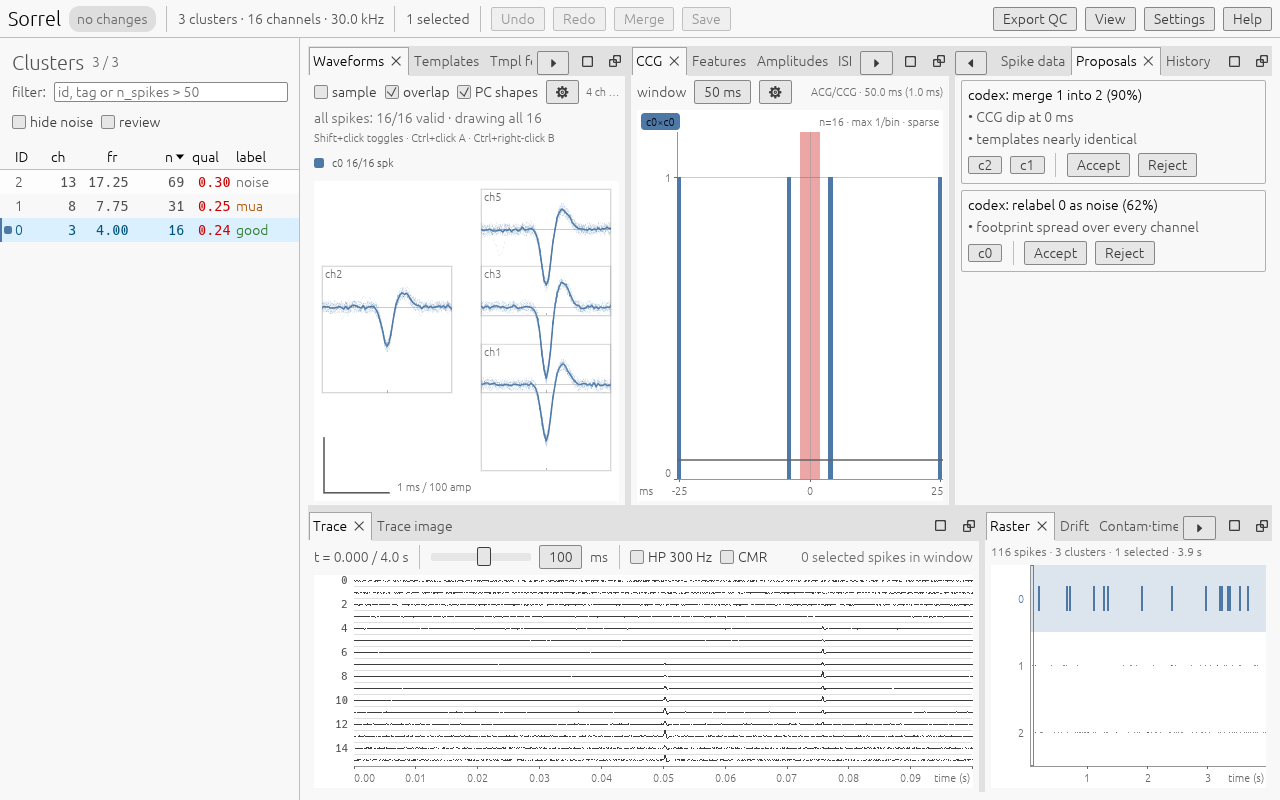 Sorrel no changes 3 clusters · 16 channels · 30.0 kHz 1 selected Undo Redo Merge Save Export QC View Settings Help
Clusters 3 / 3
filter: id, tag or n_spikes > 50
hide noise review
ID ch fr n qual label
2 13 17.25 69 0.30 noise
1 8 7.75 31 0.25 mua
0 3 4.00 16 0.24 good
Waveforms Templates Tmpl
sample overlap PC shapes 4 ch ...
all spikes: 16/16 valid · drawing all 16
Shift+click toggles · Ctrl+click A · Ctrl+right-click B
c0 16/16 spk
ch5
ch2 ch3
ch1
1 ms / 100 amp
CCG Features Amplitudes ISI
window 50 ms ACG/CCG · 50.0 ms (1.0 ms)
c0×c0 n=16 · max 1/bin · sparse
1
0
ms -25 0 25
Spike data Proposals History
codex: merge 1 into 2 (90%)
• CCG dip at 0 ms
• templates nearly identical
c2 c1 Accept Reject
codex: relabel 0 as noise (62%)
• footprint spread over every channel
c0 Accept Reject
Trace Trace image
t = 0.000 / 4.0 s 100 ms HP 300 Hz CMR 0 selected spikes in window
0
2
4
6
8
10
12
14
0.00 0.01 0.02 0.03 0.04 0.05 0.06 0.07 0.08 0.09 time (s)
Raster Drift Contam-time
116 spikes · 3 clusters · 1 selected · 3.9 s
0
1
2
1 2 3 time (s)